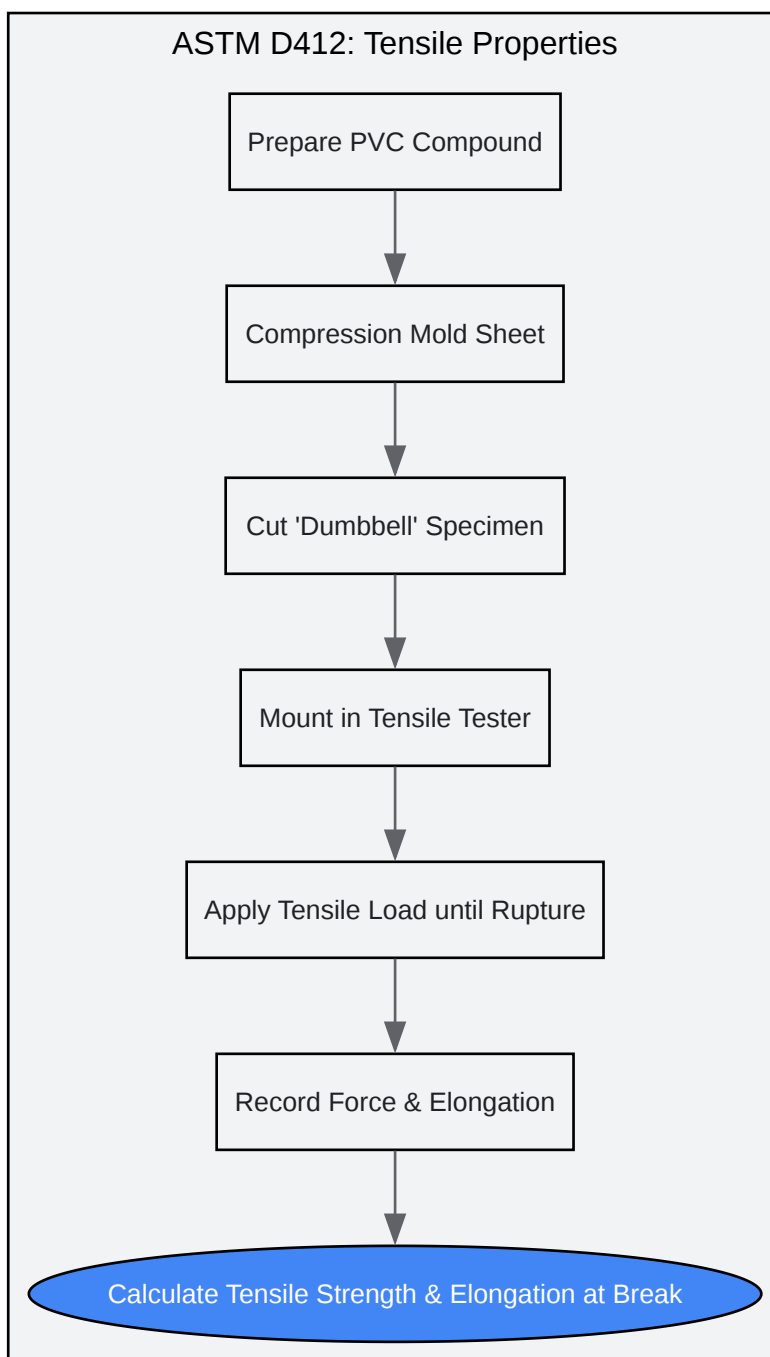 ASTM D412: Tensile Properties
Prepare PVC Compound
Compression Mold Sheet
Cut 'Dumbbell' Specimen
Mount in Tensile Tester
Apply Tensile Load until Rupture
Record Force & Elongation
Calculate Tensile Strength & Elongation at Break